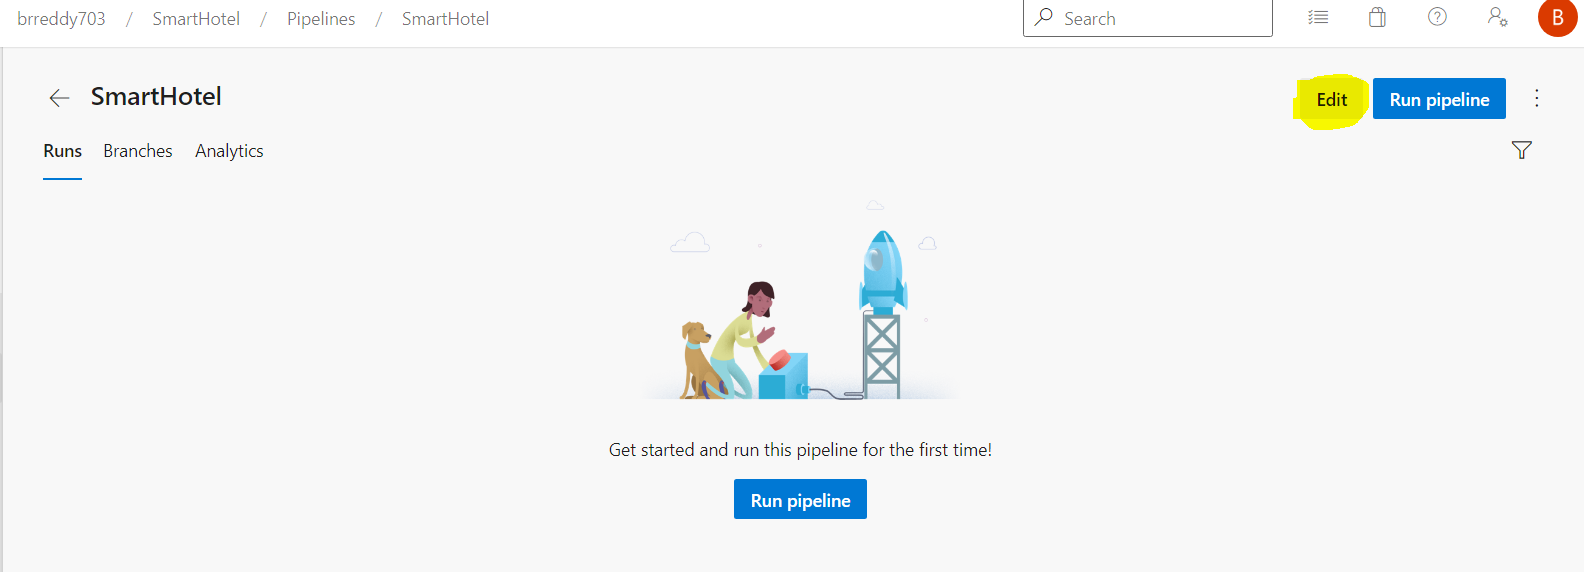 brreddy703 / SmartHotel / Pipelines / SmartHotel Search B
SmartHotel Edit Run pipeline
Runs Branches Analytics
Get started and run this pipeline for the first time!
Run pipeline